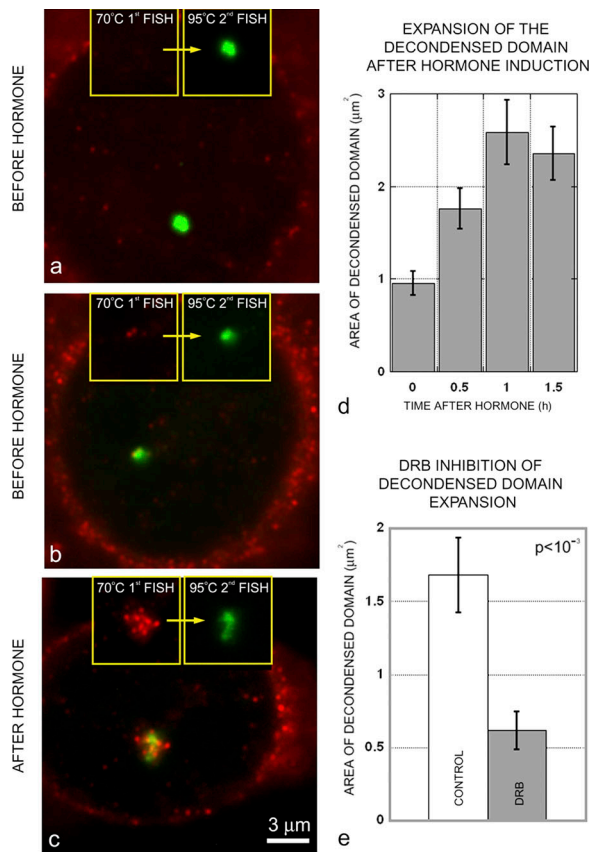 BEFORE HORMONE
70°C 1st FISH
95°C 2nd FISH
a
BEFORE HORMONE
70°C 1st FISH
95°C 2nd FISH
b
AFTER HORMONE
70°C 1st FISH
95°C 2nd FISH
3 µm
c
EXPANSION OF THE
DECONDENSED DOMAIN
AFTER HORMONE INDUCTION
AREA OF DECONDENSED DOMAIN (µm²)
3
2
1
0
0 0.5 1 1.5
TIME AFTER HORMONE (h)
d
DRB INHIBITION OF
DECONDENSED DOMAIN
EXPANSION
AREA OF DECONDENSED DOMAIN (µm²)
2
1.5
1
0.5
0
p<10⁻³
CONTROL
DRB
e